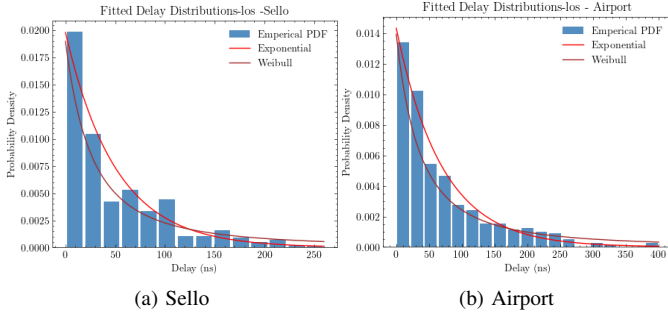 Fitted Delay Distributions-los -Sello
Emperical PDF
Exponential
Weibull
Probability Density
0.0200
0.0175
0.0150
0.0125
0.0100
0.0075
0.0050
0.0025
0.0000
0 50 100 150 200 250
Delay (ns)
(a) Sello
Fitted Delay Distributions-los - Airport
Emperical PDF
Exponential
Weibull
Probability Density
0.014
0.012
0.010
0.008
0.006
0.004
0.002
0.000
0 50 100 150 200 250 300 350 400
Delay (ns)
(b) Airport